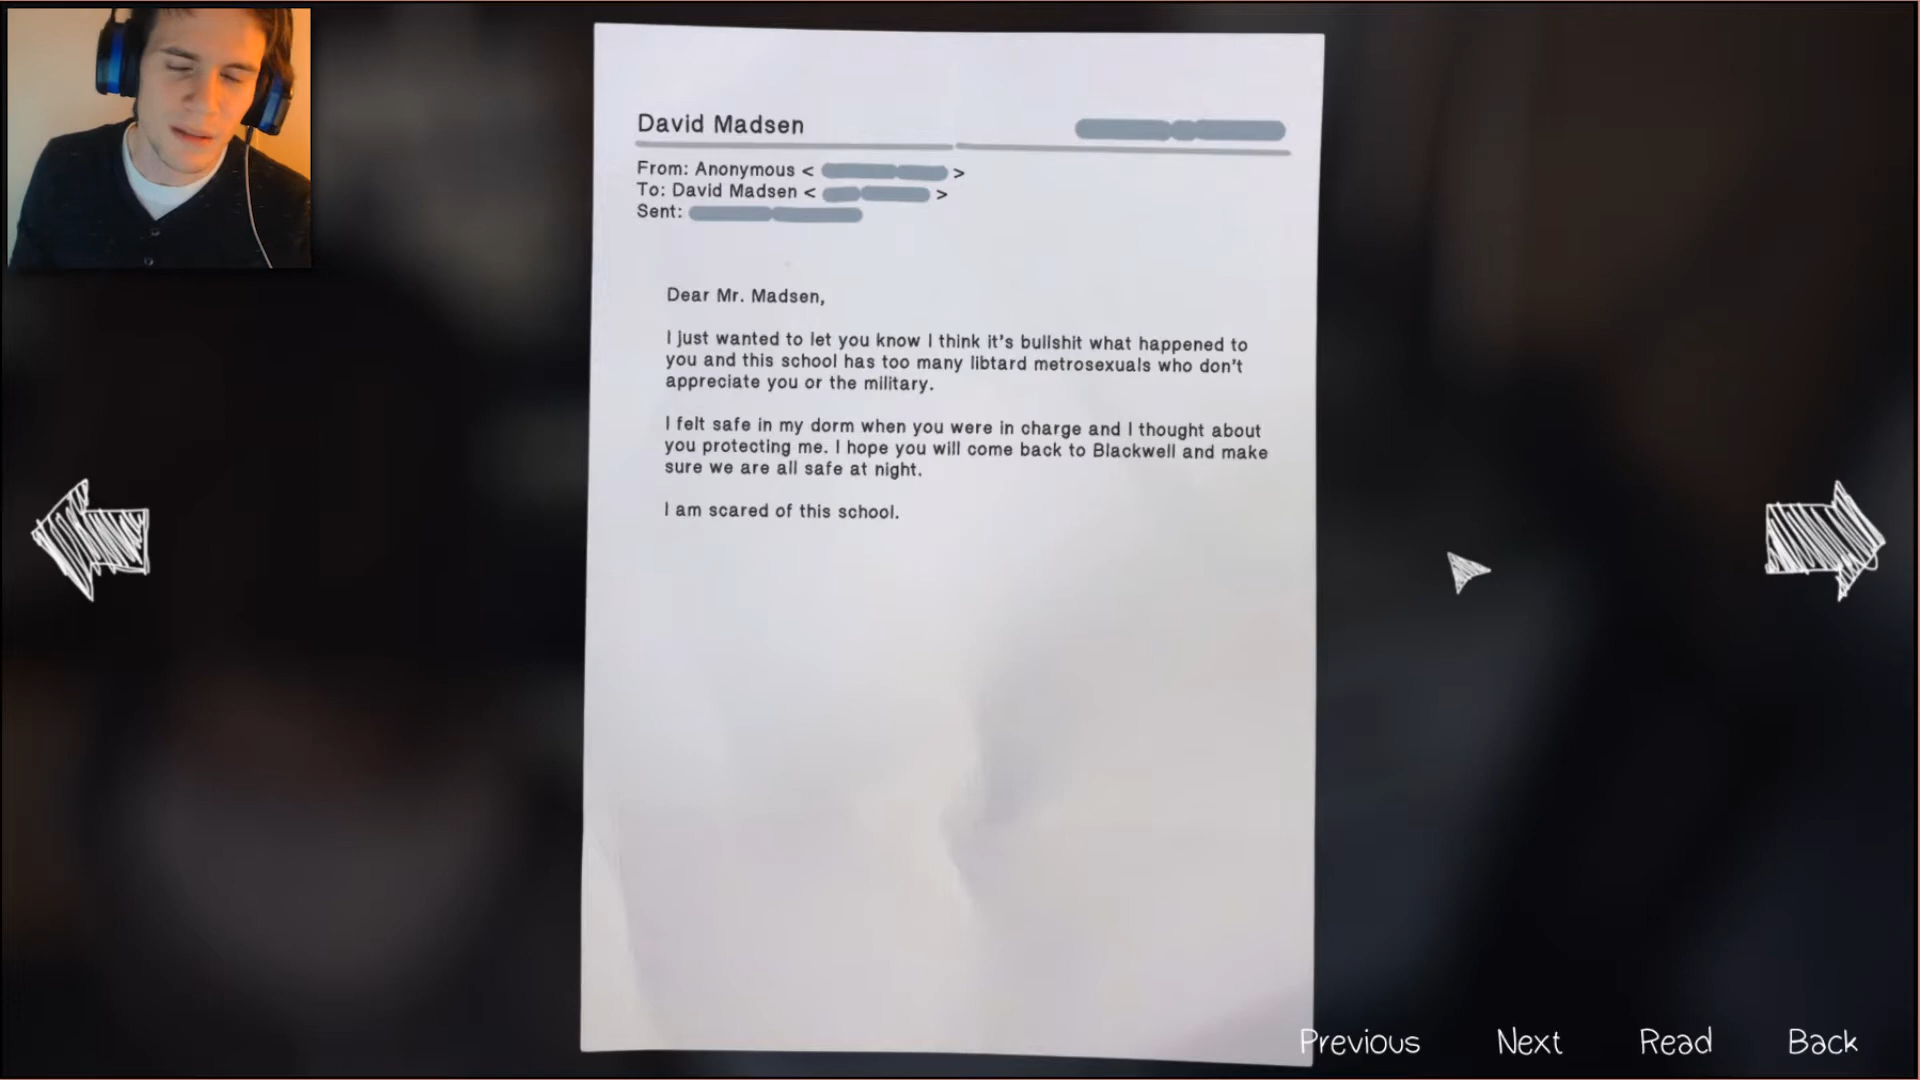 David Madsen
From: Anonymous < >
To: David Madsen < >
Sent:
Dear Mr. Madsen,
I just wanted to let you know I think it's bullshit what happened to
you and this school has too many libtard metrosexuals who don't
appreciate you or the military.
I felt safe in my dorm when you were in charge and I thought about
you protecting me. I hope you will come back to Blackwell and make
sure we are all safe at night.
I am scared of this school.
Previous Next Read Back